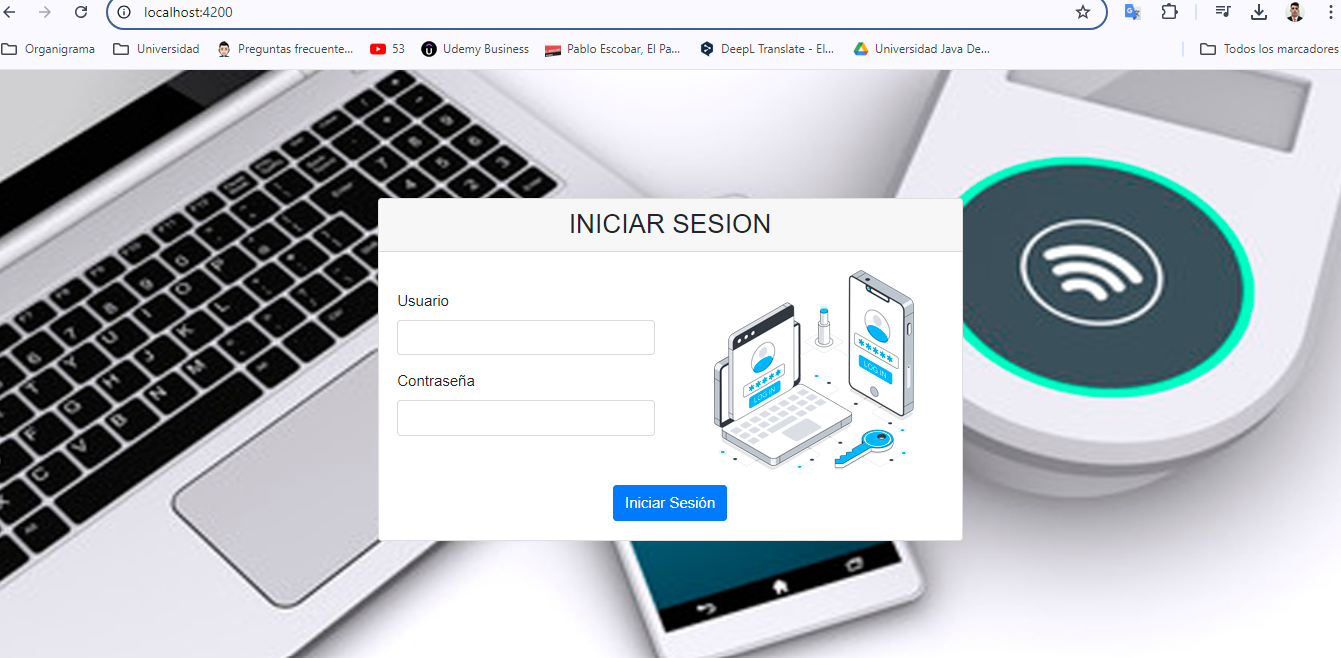 localhost:4200
Organigrama Universidad Preguntas frecuente... 53 Udemy Business Pablo Escobar, El Pa... DeepL Translate - El... Universidad Java De... Todos los marcadores
INICIAR SESION
Usuario
Contraseña
LOG IN
LOG IN
Iniciar Sesión